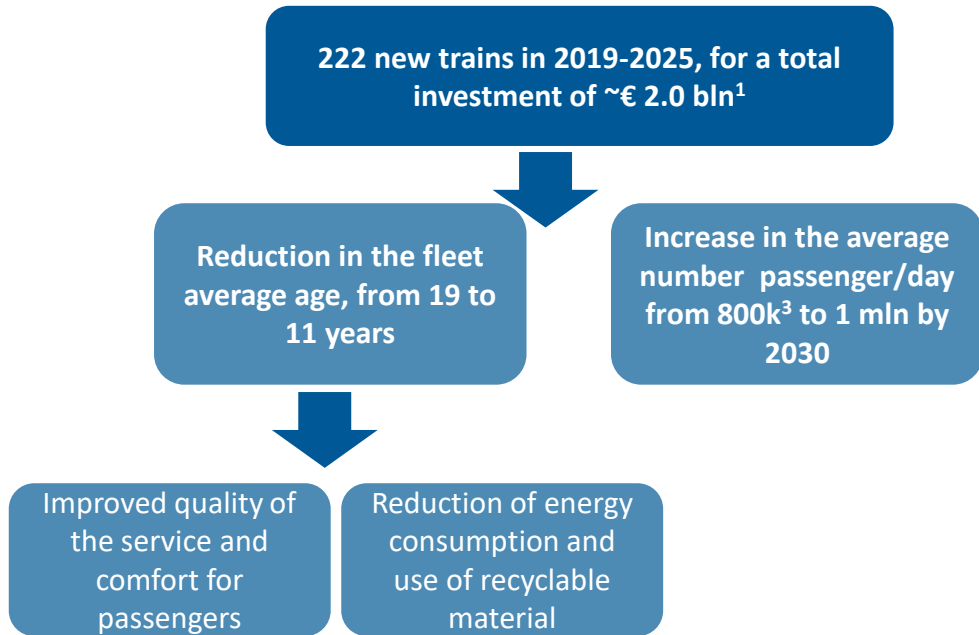 222 new trains in 2019-2025, for a total
investment of ~€ 2.0 bln¹
Reduction in the fleet
average age, from 19 to
11 years
Increase in the average
number passenger/day
from 800k³ to 1 mln by
2030
Improved quality of
the service and
comfort for
passengers
Reduction of energy
consumption and
use of recyclable
material